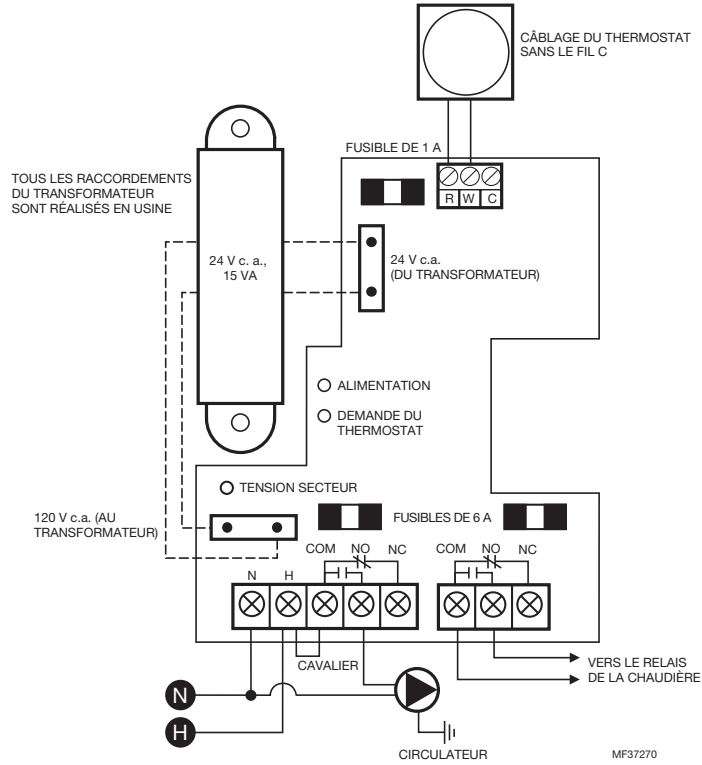 CÂBLAGE DU THERMOSTAT
SANS LE FIL C
FUSIBLE DE 1 A
TOUS LES RACCORDEMENTS
DU TRANSFORMATEUR
SONT RÉALISÉS EN USINE
R W C
24 V c. a.,
15 VA
24 V c.a.
(DU TRANSFORMATEUR)
ALIMENTATION
DEMANDE DU
THERMOSTAT
TENSION SECTEUR
120 V c.a. (AU
TRANSFORMATEUR)
FUSIBLES DE 6 A
COM NO NC
COM NO NC
N H
CAVALIER
VERS LE RELAIS
DE LA CHAUDIÈRE
N
H
CIRCULATEUR
MF37270